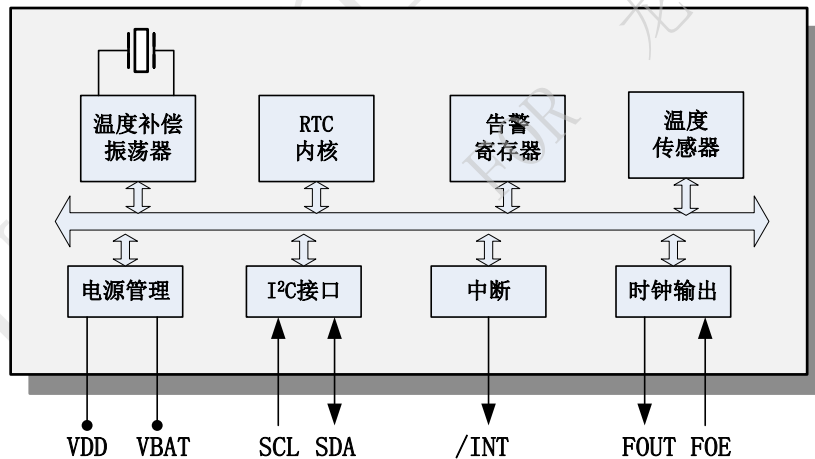 温度补偿
振荡器
RTC
内核
告警
寄存器
温度
传感器
电源管理
I²C接口
中断
时钟输出
VDD VBAT SCL SDA /INT FOUT FOE
FOR
龙